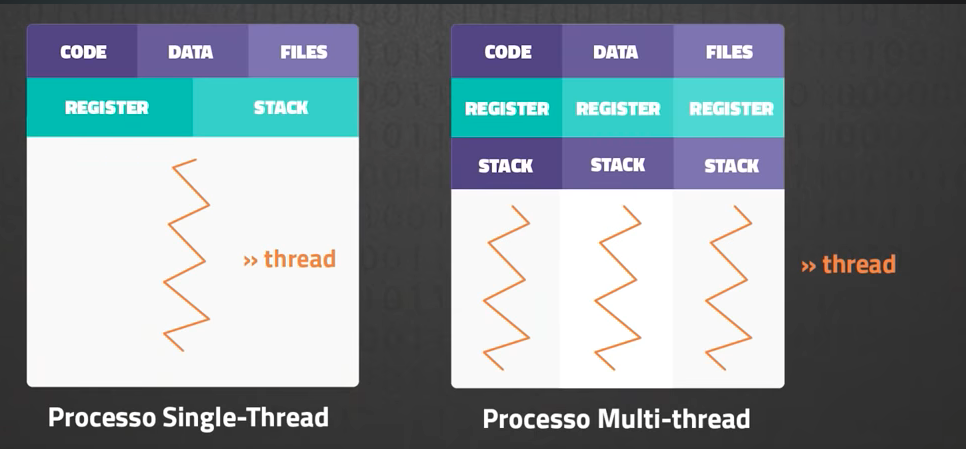 CODE DATA FILES
REGISTER STACK
» thread
Processo Single-Thread
CODE DATA FILES
REGISTER REGISTER REGISTER
STACK STACK STACK
» thread
Processo Multi-thread